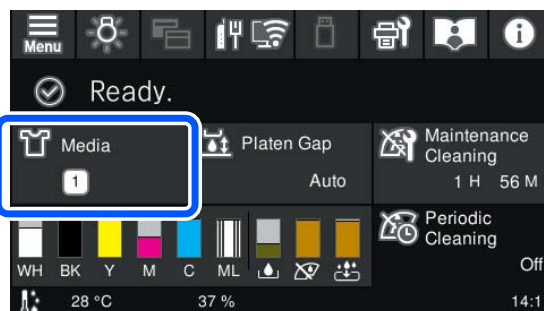 Menu
Ready.
Media
1
Platen Gap
Auto
Maintenance
Cleaning
1 H 56 M
WH BK Y M C ML
Periodic
Cleaning
Off
28 °C 37 %
14:1